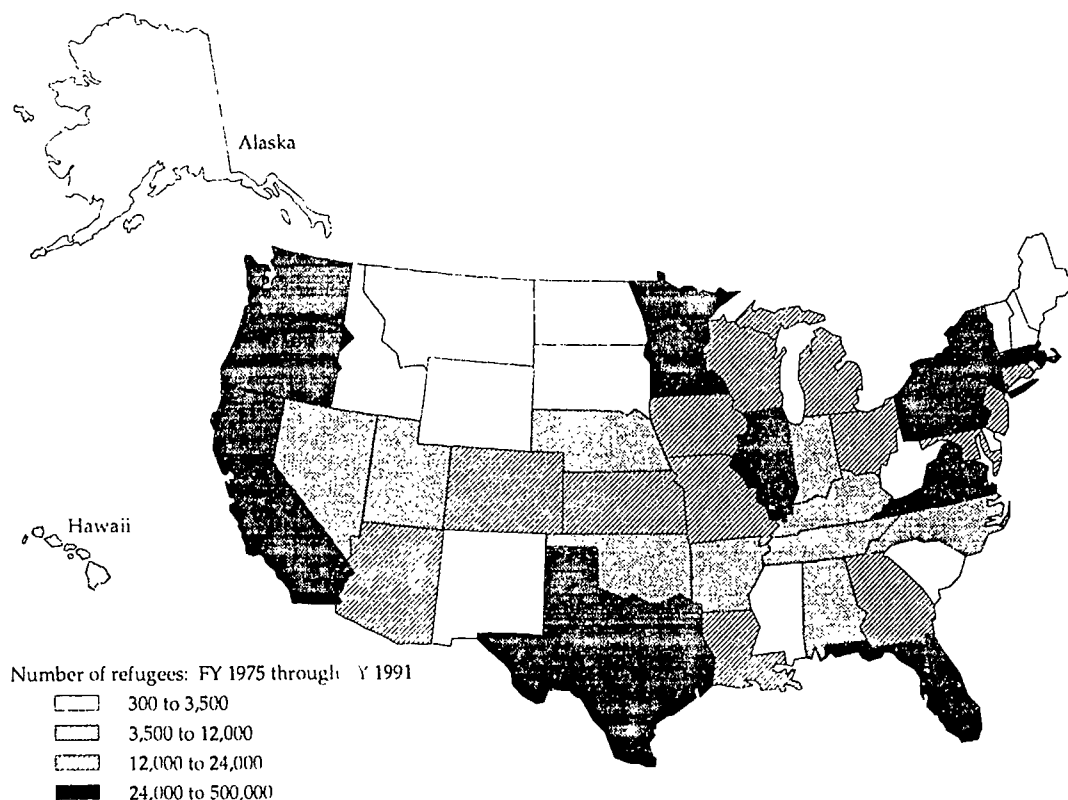 Alaska
Hawaii
Number of refugees: FY 1975 through Y 1991
300 to 3,500
3,500 to 12,000
12,000 to 24,000
24,000 to 500,000